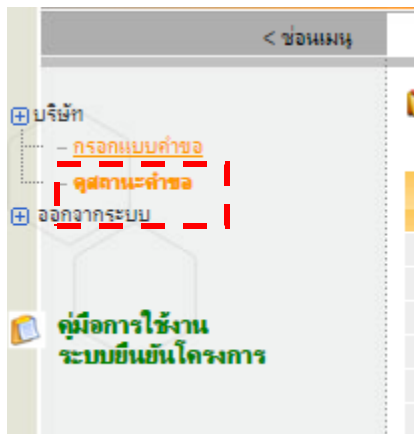 < ซ่อนเมนู
บริษัท
– กรอกแบบคำขอ
– ดูสถานะคำขอ
ออกจากระบบ
คู่มือการใช้งาน
ระบบยืนยันโครงการ